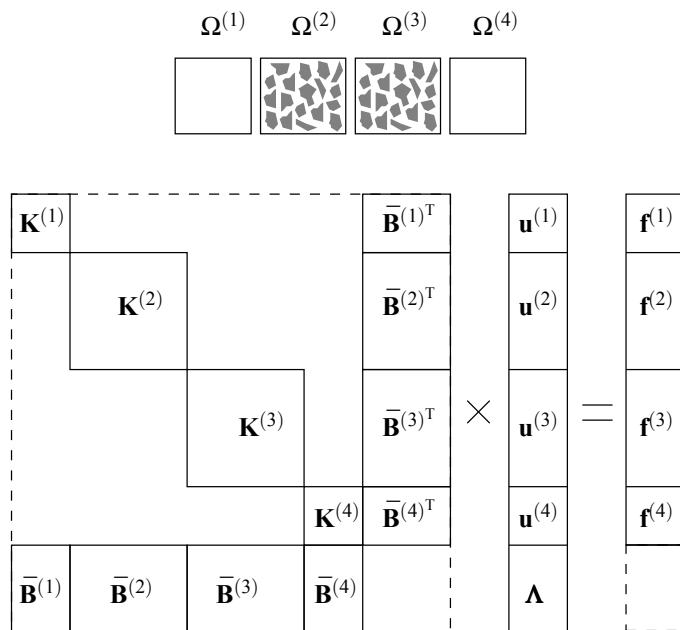 Ω⁽¹⁾ Ω⁽²⁾ Ω⁽³⁾ Ω⁽⁴⁾
K⁽¹⁾ B̅⁽¹⁾ᵀ u⁽¹⁾ f⁽¹⁾
K⁽²⁾ B̅⁽²⁾ᵀ u⁽²⁾ f⁽²⁾
K⁽³⁾ B̅⁽³⁾ᵀ × u⁽³⁾ = f⁽³⁾
K⁽⁴⁾ B̅⁽⁴⁾ᵀ u⁽⁴⁾ f⁽⁴⁾
B̅⁽¹⁾ B̅⁽²⁾ B̅⁽³⁾ B̅⁽⁴⁾ Λ